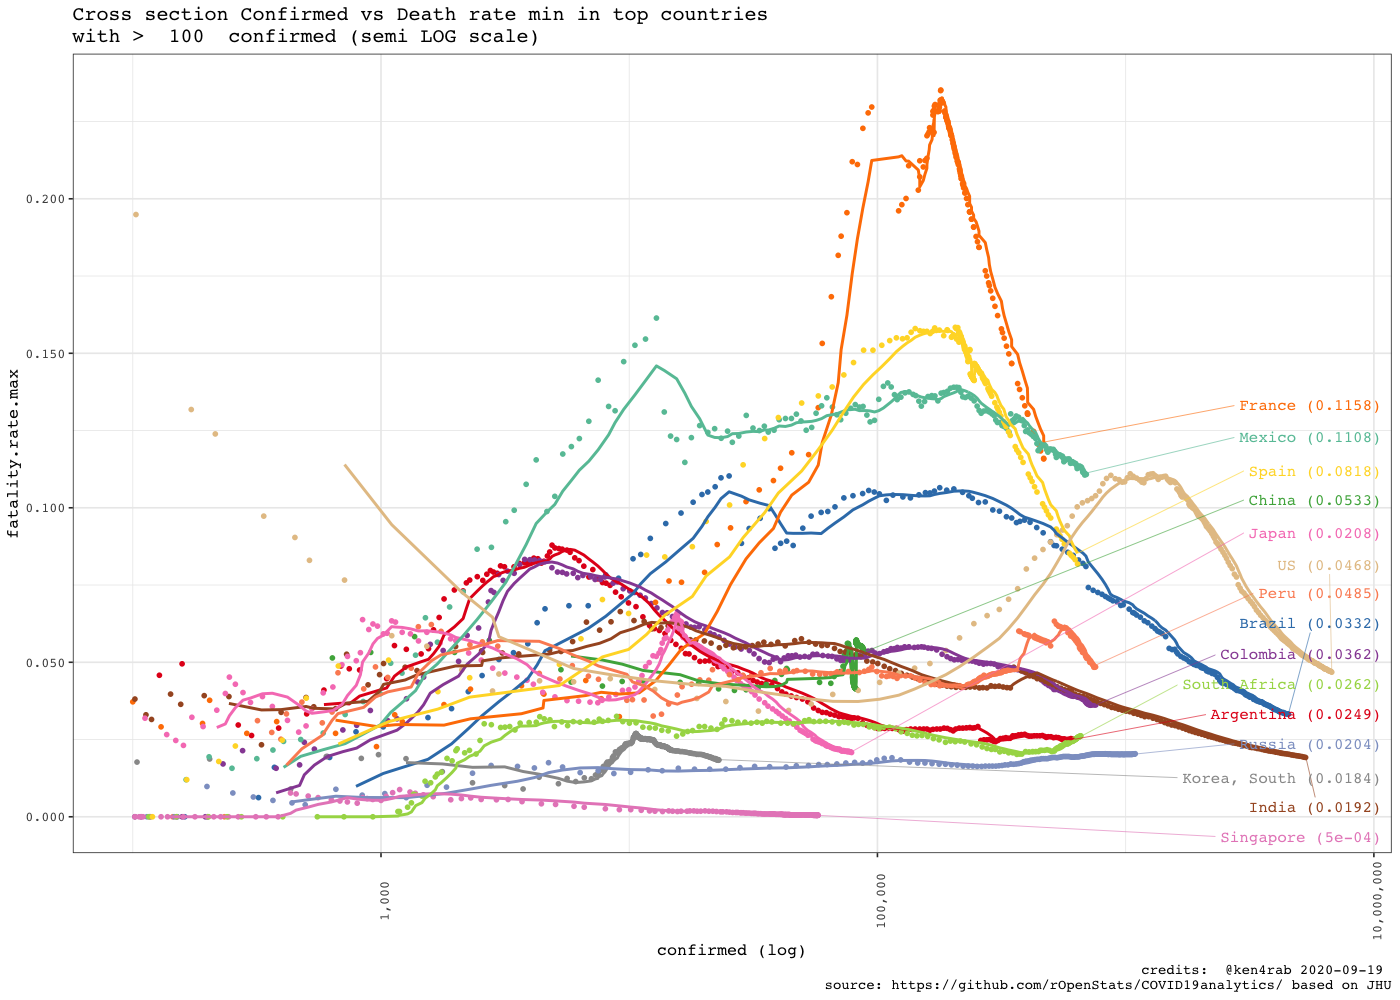 Cross section Confirmed vs Death rate min in top countries
with >  100  confirmed (semi LOG scale)
fatality.rate.max
0.200
0.150
0.100
0.050
0.000
France (0.1158)
Mexico (0.1108)
Spain (0.0818)
China (0.0533)
Japan (0.0208)
US (0.0468)
Peru (0.0485)
Brazil (0.0332)
Colombia (0.0362)
South Africa (0.0262)
Argentina (0.0249)
Russia (0.0204)
Korea, South (0.0184)
India (0.0192)
Singapore (5e-04)
1,000
100,000
10,000,000
confirmed (log)
credits:  @ken4rab 2020-09-19
source: https://github.com/rOpenStats/COVID19analytics/ based on JHU